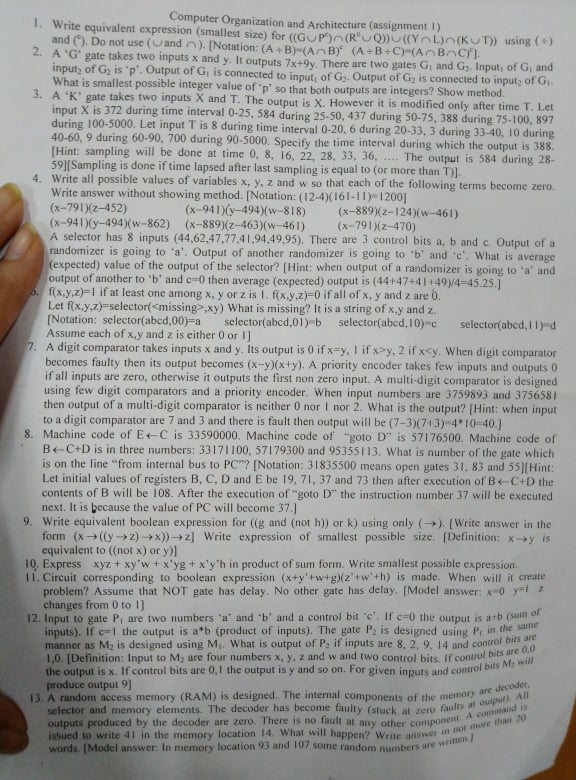 Computer Organization and Architecture (assignment 1)
1. Write equivalent expression (smallest size) for ((G∪Pᶜ)∩(Rᶜ∪Q))∪((Y∩L)∩(K∪T)) using (÷)
and (ᶜ). Do not use (∪and ∩). [Notation: (A÷B)=(A∩B)ᶜ (A÷B÷C)=(A∩B∩C)ᶜ].
2. A 'G' gate takes two inputs x and y. It outputs 7x+9y. There are two gates G₁ and G₂. Input₁ of G₁ and
input₂ of G₂ is 'p'. Output of G₁ is connected to input₁ of G₂. Output of G₂ is connected to input₂ of G₁.
What is smallest possible integer value of 'p' so that both outputs are integers? Show method.
3. A 'K' gate takes two inputs X and T. The output is X. However it is modified only after time T. Let
input X is 372 during time interval 0-25, 584 during 25-50, 437 during 50-75, 388 during 75-100, 897
during 100-5000. Let input T is 8 during time interval 0-20, 6 during 20-33, 3 during 33-40, 10 during
40-60, 9 during 60-90, 700 during 90-5000. Specify the time interval during which the output is 388.
[Hint: sampling will be done at time 0, 8, 16, 22, 28, 33, 36, .... The output is 584 during 28-
59][Sampling is done if time lapsed after last sampling is equal to (or more than T)].
4. Write all possible values of variables x, y, z and w so that each of the following terms become zero.
Write answer without showing method. [Notation: (12-4)(161-11)=1200]
(x−791)(z−452) (x−941)(y−494)(w−818) (x−889)(z−124)(w−461)
(x−941)(y−494)(w−862) (x−889)(z−463)(w−461) (x−791)(z−470)
A selector has 8 inputs (44,62,47,77,41,94,49,95). There are 3 control bits a, b and c. Output of a
randomizer is going to 'a'. Output of another randomizer is going to 'b' and 'c'. What is average
(expected) value of the output of the selector? [Hint: when output of a randomizer is going to 'a' and
output of another to 'b' and c=0 then average (expected) output is (44+47+41+49)/4=45.25.]
f(x,y,z)=1 if at least one among x, y or z is 1. f(x,y,z)=0 if all of x, y and z are 0.
Let f(x,y,z)=selector(<missing>,xy) What is missing? It is a string of x,y and z.
[Notation: selector(abcd,00)=a selector(abcd,01)=b selector(abcd,10)=c selector(abcd,11)=d
Assume each of x,y and z is either 0 or 1]
7. A digit comparator takes inputs x and y. Its output is 0 if x=y, 1 if x>y, 2 if x<y. When digit comparator
becomes faulty then its output becomes (x−y)(x+y). A priority encoder takes few inputs and outputs 0
if all inputs are zero, otherwise it outputs the first non zero input. A multi-digit comparator is designed
using few digit comparators and a priority encoder. When input numbers are 3759893 and 3756581
then output of a multi-digit comparator is neither 0 nor 1 nor 2. What is the output? [Hint: when input
to a digit comparator are 7 and 3 and there is fault then output will be (7−3)(7+3)=4*10=40.]
8. Machine code of E←C is 33590000. Machine code of "goto D" is 57176500. Machine code of
B←C+D is in three numbers: 33171100, 57179300 and 95355113. What is number of the gate which
is on the line "from internal bus to PC"? [Notation: 31835500 means open gates 31, 83 and 55][Hint:
Let initial values of registers B, C, D and E be 19, 71, 37 and 73 then after execution of B←C+D the
contents of B will be 108. After the execution of "goto D" the instruction number 37 will be executed
next. It is because the value of PC will become 37.]
9. Write equivalent boolean expression for ((g and (not h)) or k) using only (→). [Write answer in the
form (x→((y→z)→x))→z] Write expression of smallest possible size. [Definition: x→y is
equivalent to ((not x) or y)]
10. Express xyz + xy'w + x'yg + x'y'h in product of sum form. Write smallest possible expression.
11. Circuit corresponding to boolean expression (x+y'+w+g)(z'+w'+h) is made. When will it create
problem? Assume that NOT gate has delay. No other gate has delay. [Model answer: x=0 y=1 z
changes from 0 to 1]
12. Input to gate P₁ are two numbers 'a' and 'b' and a control bit 'c'. If c=0 the output is a+b (sum of
inputs). If c=1 the output is a*b (product of inputs). The gate P₂ is designed using P₁ in the same
manner as M₂ is designed using M₁. What is output of P₂ if inputs are 8, 2, 9, 14 and control bits are
1,0. [Definition: Input to M₂ are four numbers x, y, z and w and two control bits. If control bits are 0,0
the output is x. If control bits are 0,1 the output is y and so on. For given inputs and control bits M₂ will
produce output 9]
13. A random access memory (RAM) is designed. The internal components of the memory are decoder,
selector and memory elements. The decoder has become faulty (stuck at zero faults at output). All
outputs produced by the decoder are zero. There is no fault at any other component. A command is
issued to write 41 in the memory location 14. What will happen? Write answer in not more than 20
words. [Model answer: In memory location 93 and 107 some random numbers are written.]